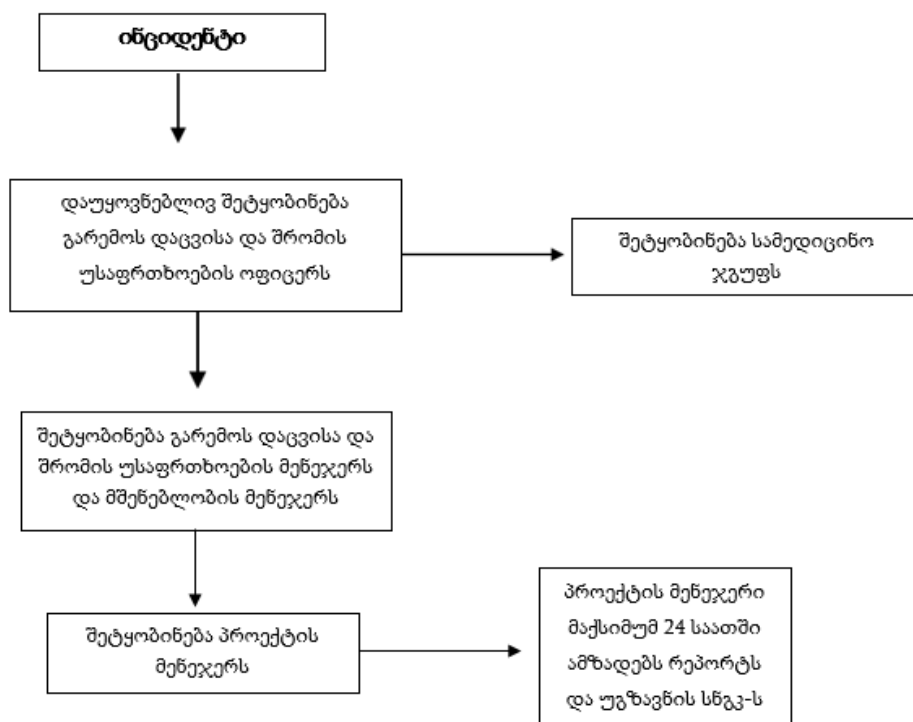 ინციდენტი
დაუყოვნებლივ შეტყობინება
გარემოს დაცვისა და შრომის
უსაფრთხოების ოფიცერს
შეტყობინება სამედიცინო
ჯგუფს
შეტყობინება გარემოს დაცვისა და
შრომის უსაფრთხოების მენეჯერს
და მშენებლობის მენეჯერს
შეტყობინება პროექტის
მენეჯერს
პროექტის მენეჯერი
მაქსიმუმ 24 საათში
ამზადებს რეპორტს
და უგზავნის სნგკ-ს